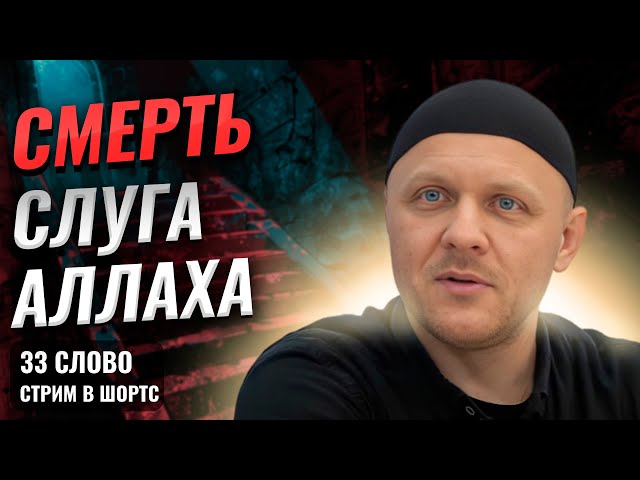 СМЕРТЬ
СЛУГА
АЛЛАХА
33 СЛОВО
СТРИМ В ШОРТС